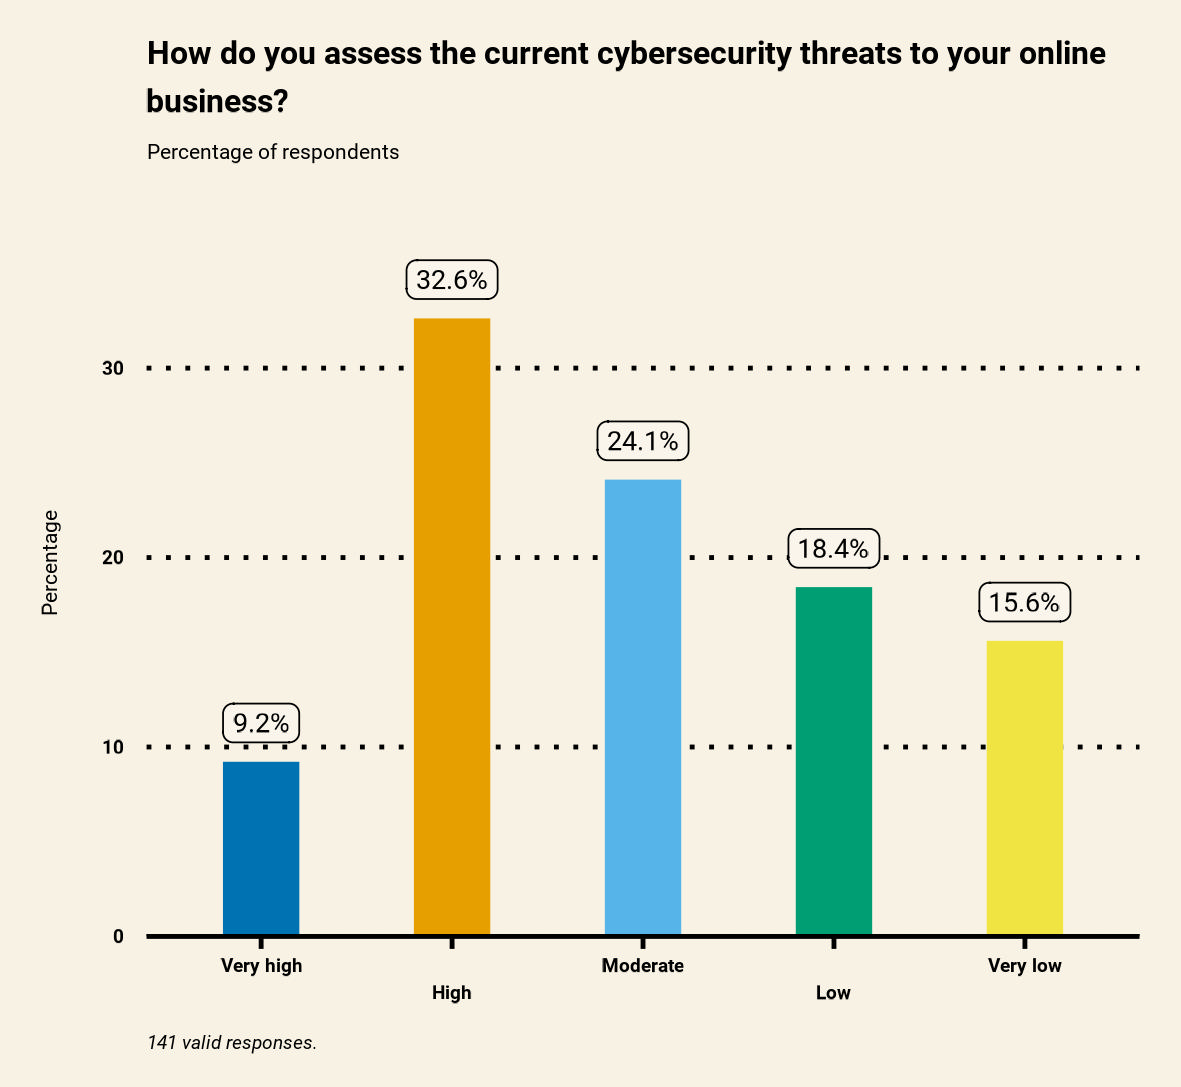 How do you assess the current cybersecurity threats to your online
business?
Percentage of respondents
32.6%
30
24.1%
20
18.4%
15.6%
Percentage
9.2%
10
0
Very high
Moderate
Very low
High
Low
141 valid responses.